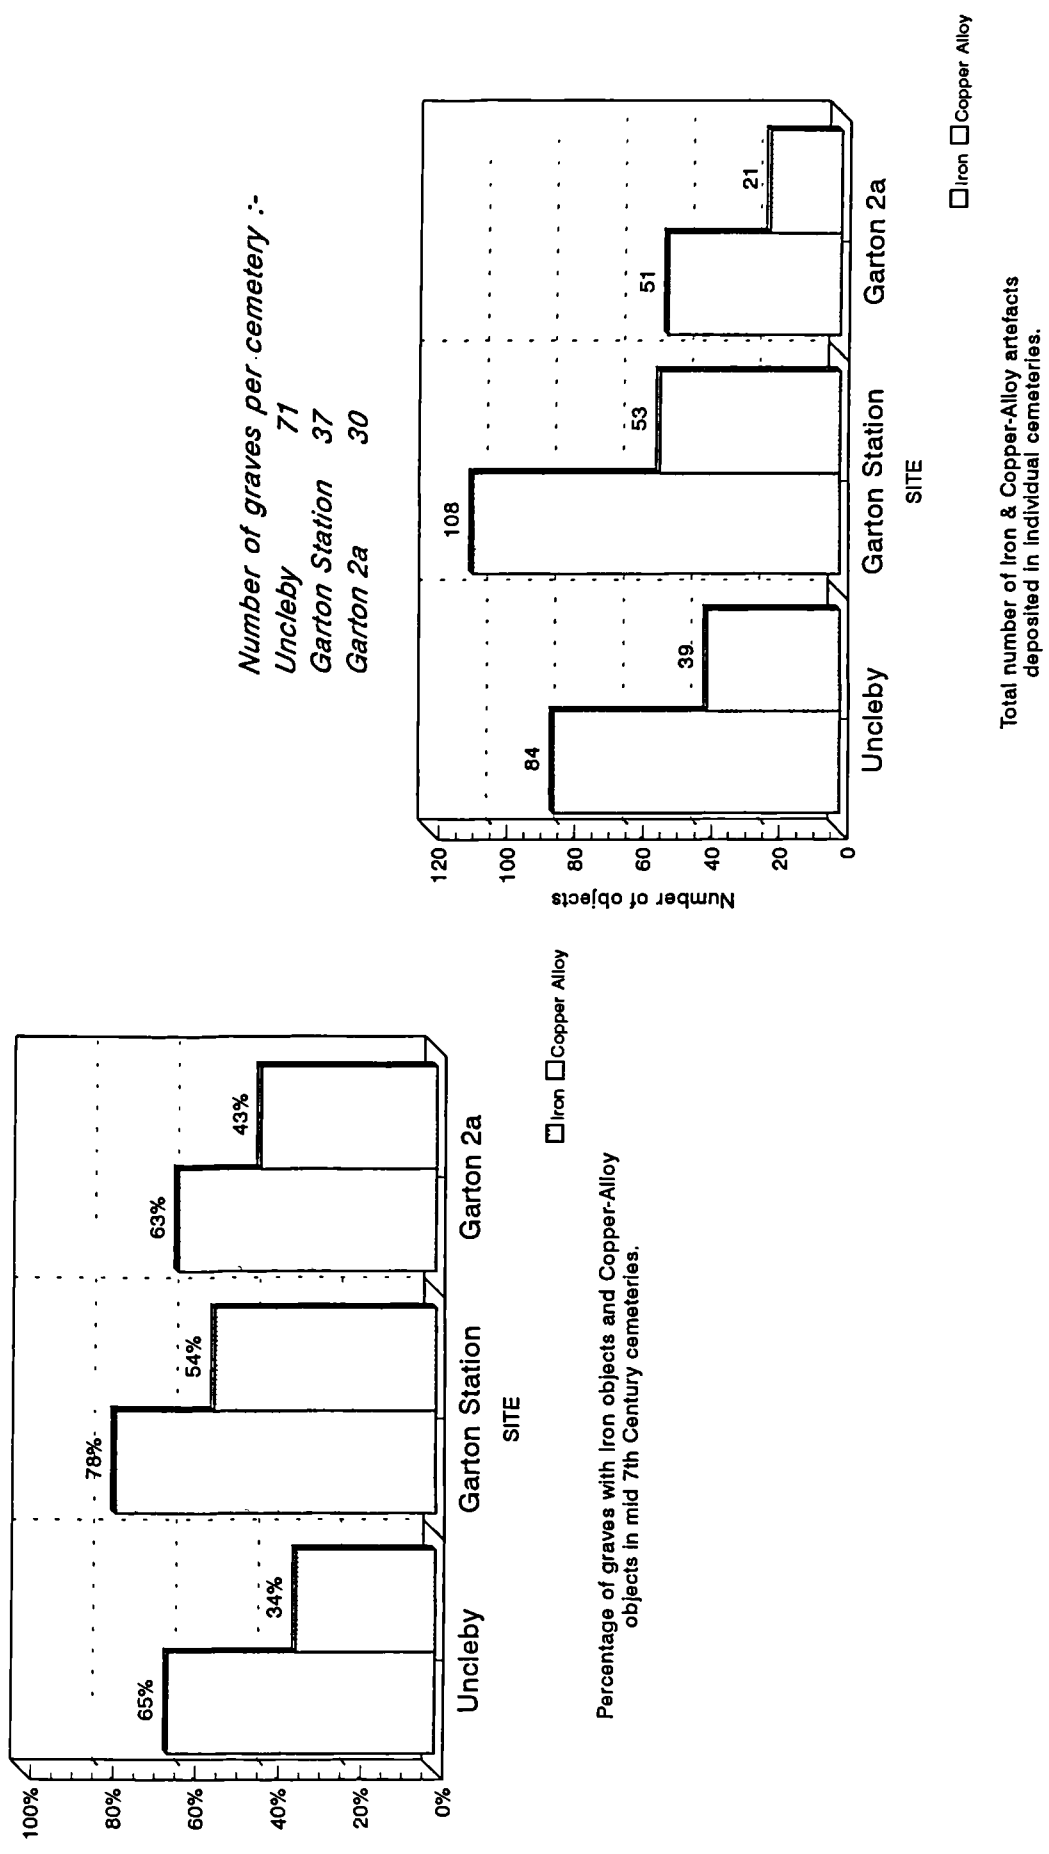 100%
80%
60%
40%
20%
0%
65%
34%
78%
54%
63%
43%
Uncleby
Garton Station
Garton 2a
SITE
Iron Copper Alloy
Percentage of graves with Iron objects and Copper-Alloy
objects in mid 7th Century cemeteries.
Number of graves per cemetery :-
Uncleby 71
Garton Station 37
Garton 2a 30
Number of objects
120
100
80
60
40
20
0
84
39
108
53
51
21
Uncleby
Garton Station
Garton 2a
SITE
Iron Copper Alloy
Total number of Iron & Copper-Alloy artefacts
deposited in individual cemeteries.